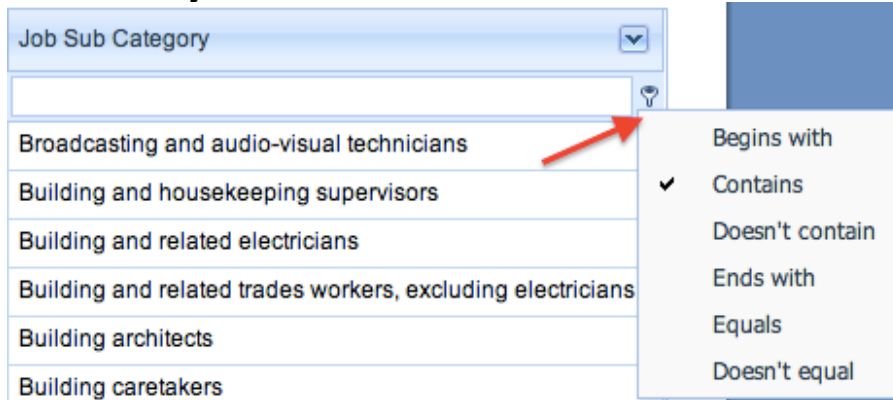 Job Sub Category
Broadcasting and audio-visual technicians
Building and housekeeping supervisors
Building and related electricians
Building and related trades workers, excluding electricians
Building architects
Building caretakers
Begins with
Contains
Doesn't contain
Ends with
Equals
Doesn't equal